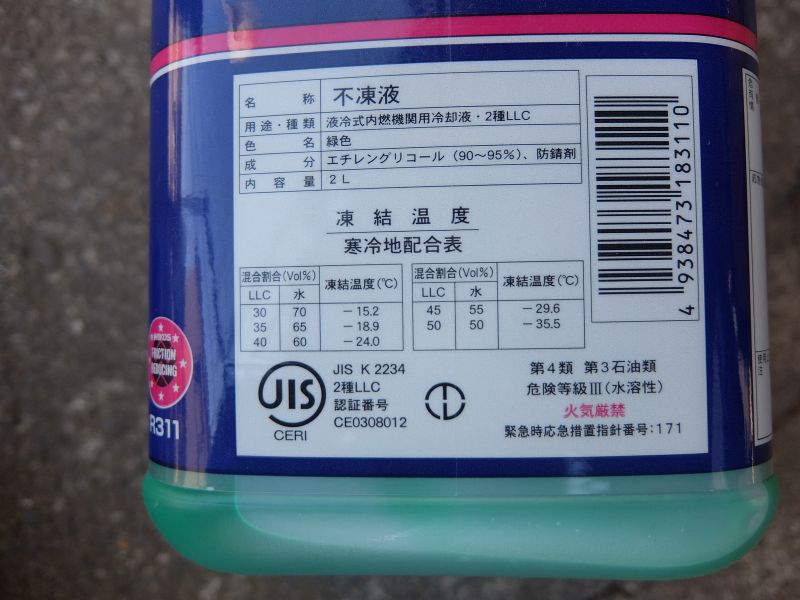 名称 不凍液
用途・種類 液冷式内燃機関用冷却液・2種LLC
色名 緑色
成分 エチレングリコール（90～95%）、防錆剤
内容量 2L
凍結温度
寒冷地配合表
混合割合(Vol%) 凍結温度(℃)
LLC 水
30 70 －15.2
35 65 －18.9
40 60 －24.0
混合割合(Vol%) 凍結温度(℃)
LLC 水
45 55 －29.6
50 50 －35.5
JIS
CERI
JIS K 2234
2種LLC
認証番号
CE0308012
第4類 第3石油類
危険等級Ⅲ(水溶性)
火気厳禁
緊急時応急措置指針番号:171
4 938473 183110
FRICTION
REDUCING
R311